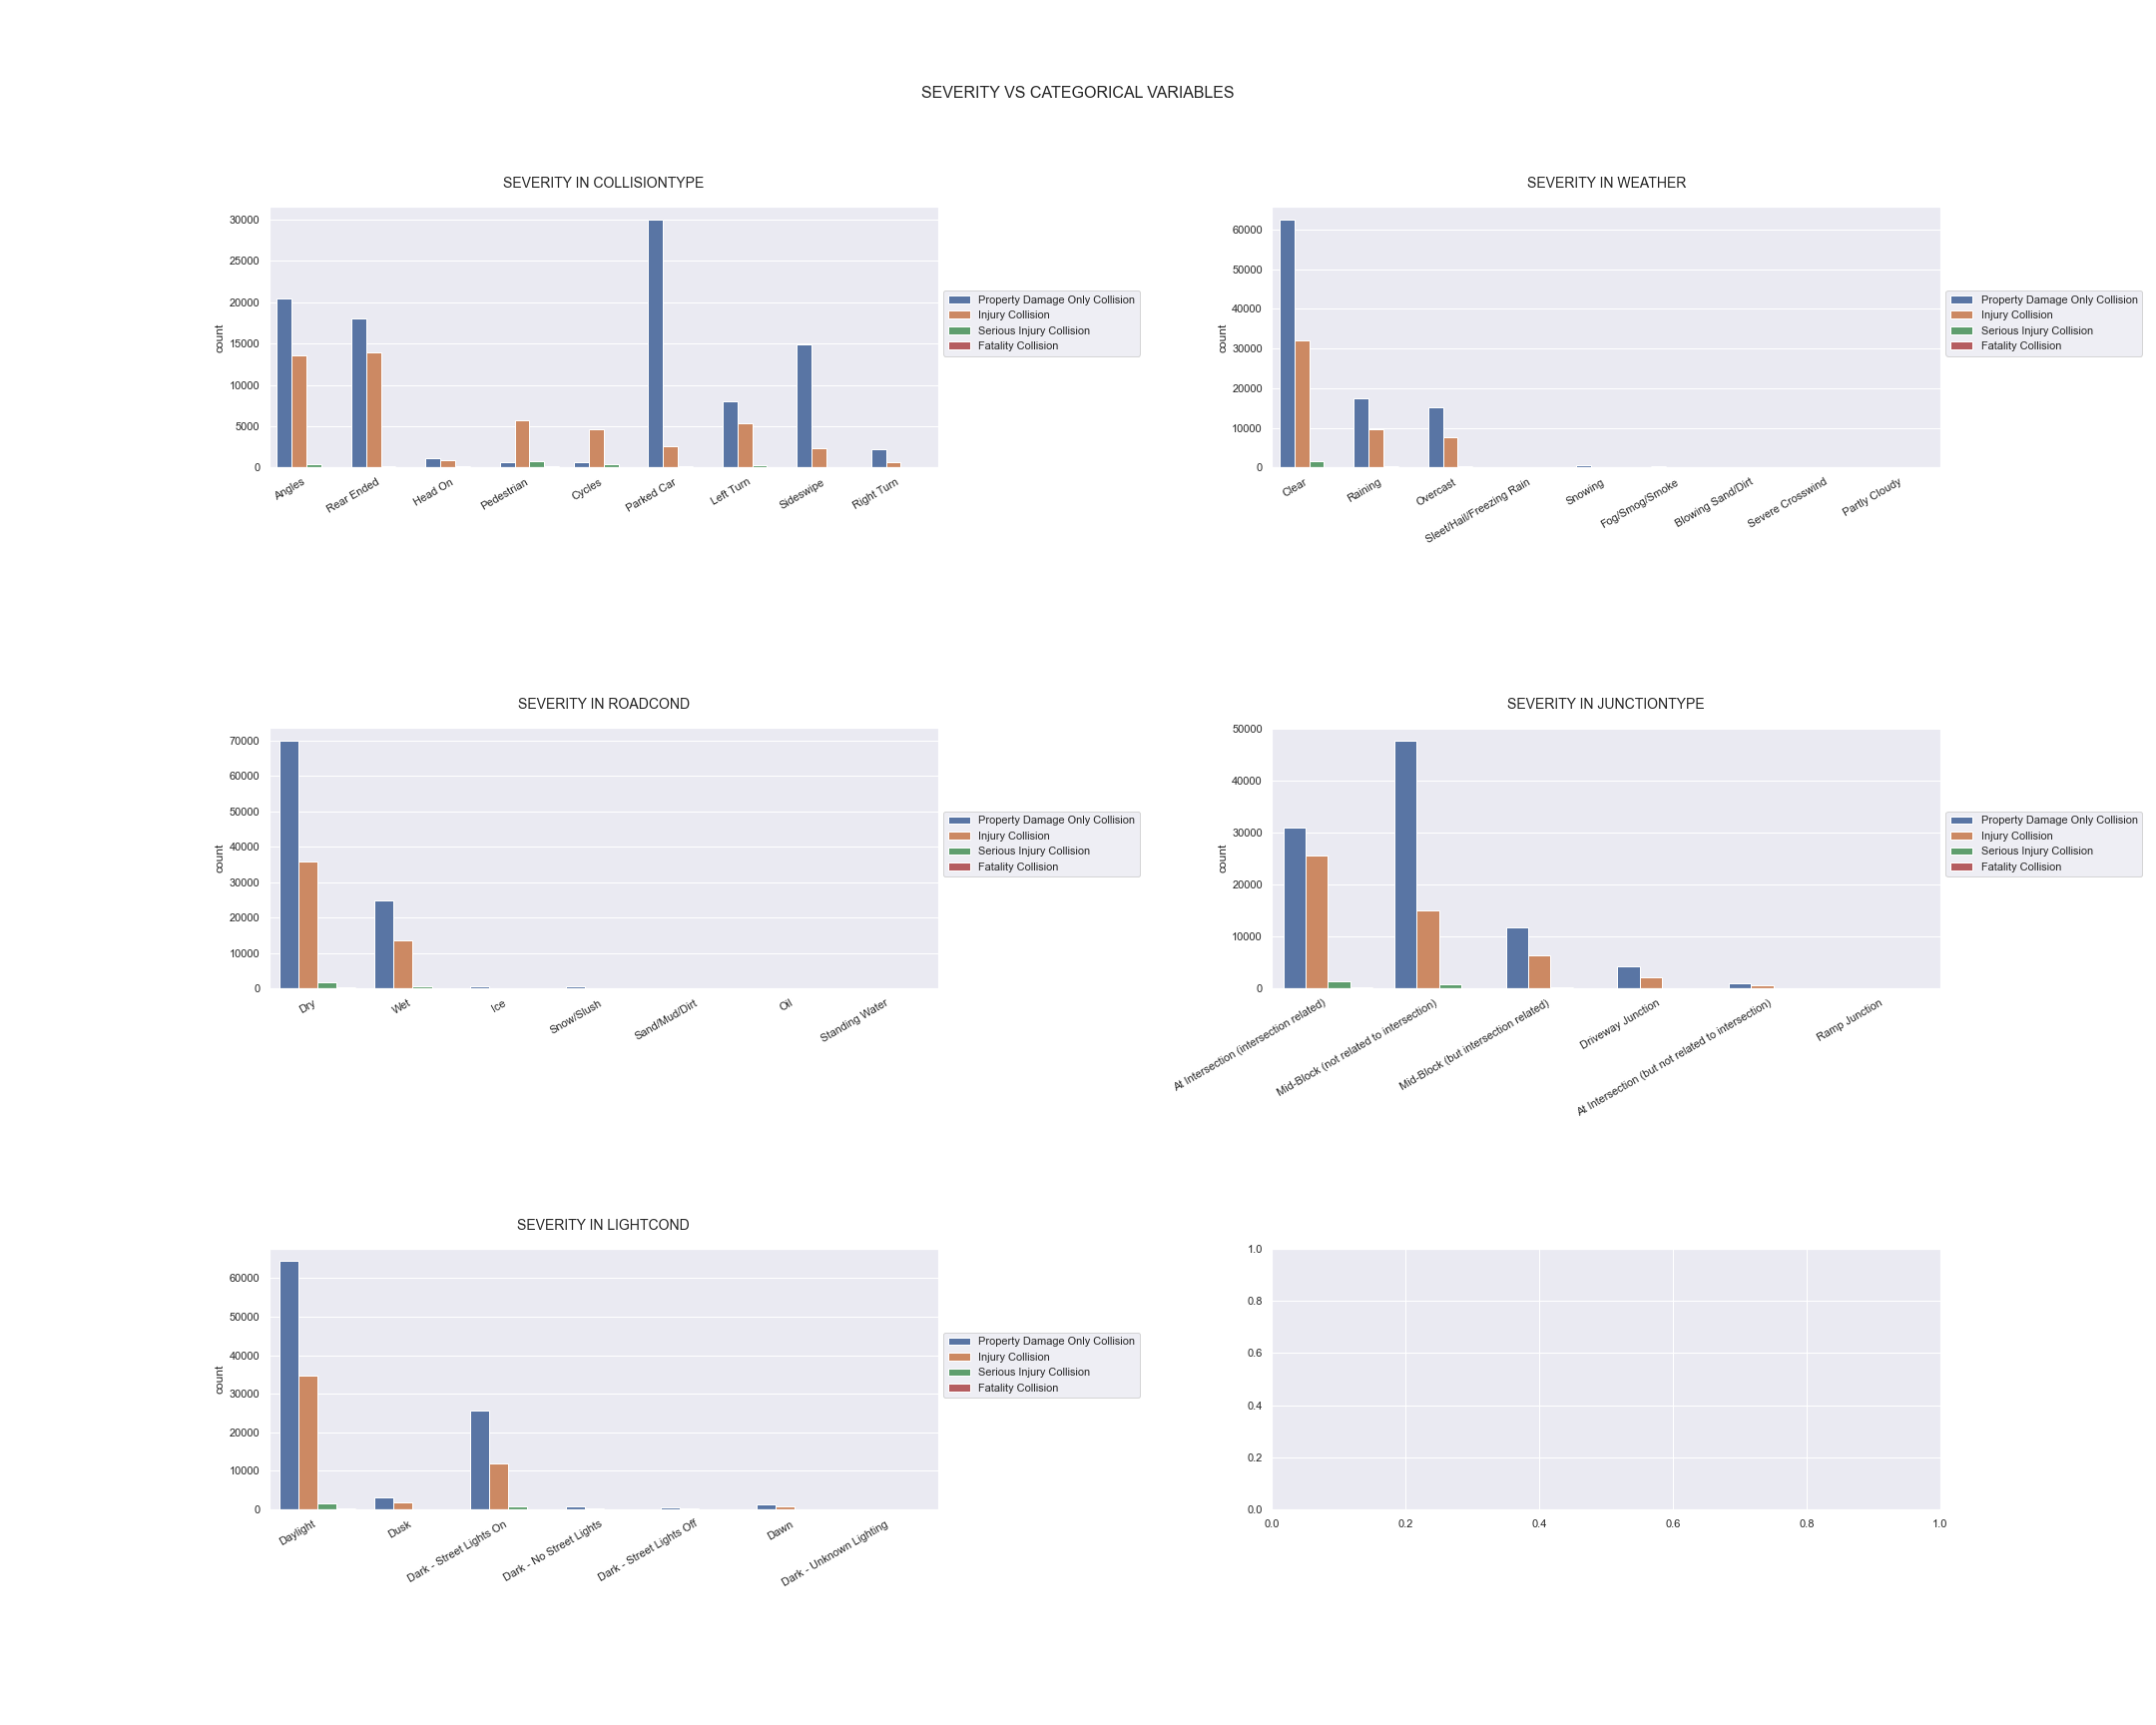 SEVERITY VS CATEGORICAL VARIABLES
SEVERITY IN COLLISIONTYPE
30000
25000
20000
15000
10000
5000
0
count
Angles
Rear Ended
Head On
Pedestrian
Cycles
Parked Car
Left Turn
Sideswipe
Right Turn
Property Damage Only Collision
Injury Collision
Serious Injury Collision
Fatality Collision
SEVERITY IN WEATHER
60000
50000
40000
30000
20000
10000
0
count
Clear
Raining
Overcast
Sleet/Hail/Freezing Rain
Snowing
Fog/Smog/Smoke
Blowing Sand/Dirt
Severe Crosswind
Partly Cloudy
Property Damage Only Collision
Injury Collision
Serious Injury Collision
Fatality Collision
SEVERITY IN ROADCOND
70000
60000
50000
40000
30000
20000
10000
0
count
Dry
Wet
Ice
Snow/Slush
Sand/Mud/Dirt
Oil
Standing Water
Property Damage Only Collision
Injury Collision
Serious Injury Collision
Fatality Collision
SEVERITY IN JUNCTIONTYPE
50000
40000
30000
20000
10000
0
count
At Intersection (intersection related)
Mid-Block (not related to intersection)
Mid-Block (but intersection related)
Driveway Junction
At Intersection (but not related to intersection)
Ramp Junction
Property Damage Only Collision
Injury Collision
Serious Injury Collision
Fatality Collision
SEVERITY IN LIGHTCOND
60000
50000
40000
30000
20000
10000
0
count
Daylight
Dusk
Dark - Street Lights On
Dark - No Street Lights
Dark - Street Lights Off
Dawn
Dark - Unknown Lighting
Property Damage Only Collision
Injury Collision
Serious Injury Collision
Fatality Collision
1.0
0.8
0.6
0.4
0.2
0.0
0.0 0.2 0.4 0.6 0.8 1.0